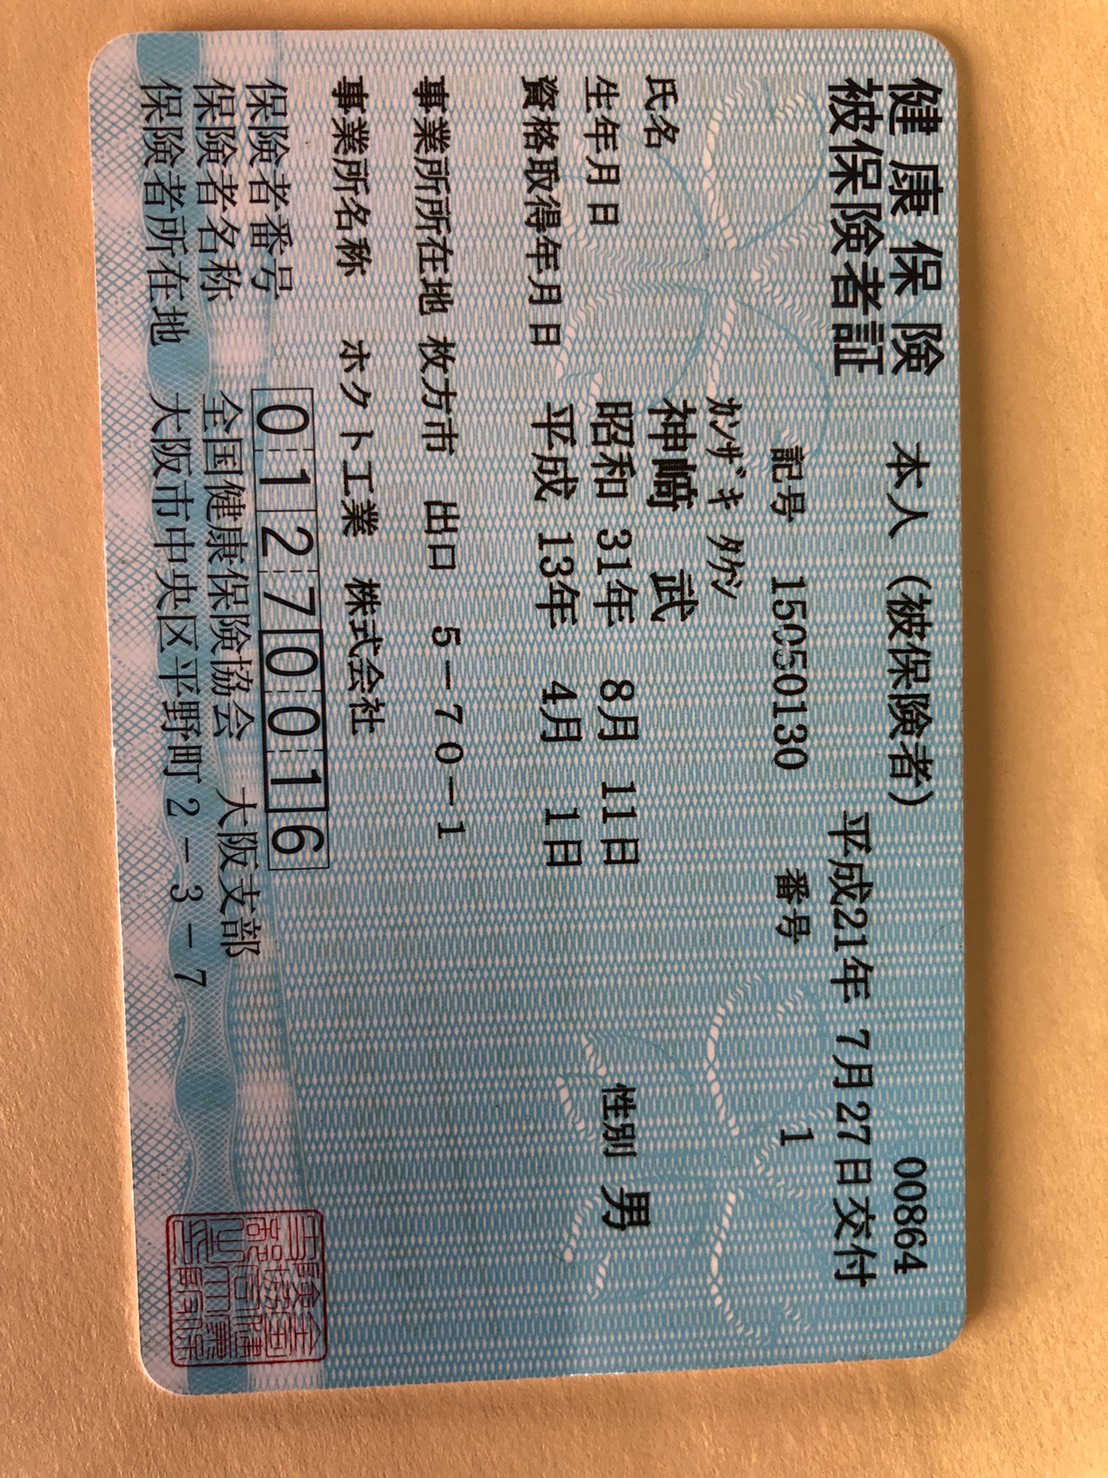 健康保険 本人（被保険者） 00864
被保険者証 平成21年 7月27日交付
記号 15050130 番号 1
ｶﾝｻﾞｷ ﾀｹｼ
氏名 神﨑 武
生年月日 昭和 31年 8月 11日 性別 男
資格取得年月日 平成 13年 4月 1日
事業所所在地 枚方市 出口 5－70－1
事業所名称 ホクト工業 株式会社
保険者番号 01270016
保険者名称 全国健康保険協会 大阪支部
保険者所在地 大阪市中央区平野町2－3－7